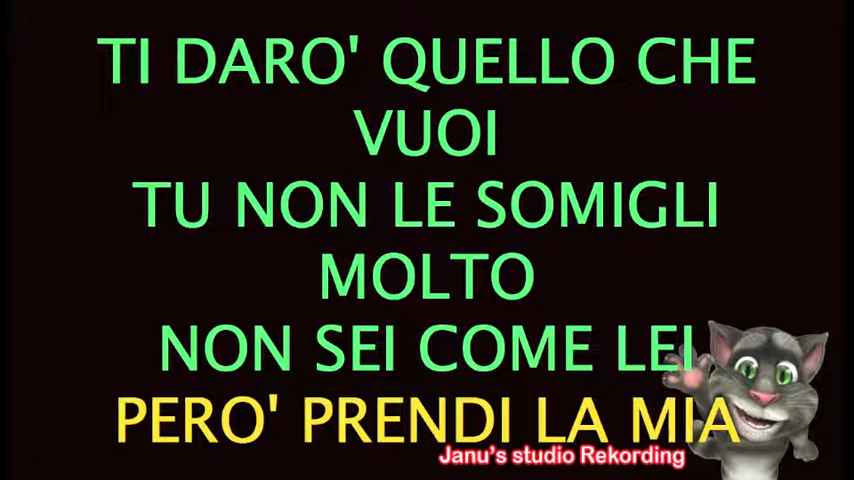 TI DARO' QUELLO CHE
VUOI
TU NON LE SOMIGLI
MOLTO
NON SEI COME LEI
PERO' PRENDI LA MIA
Janu's studio Rekording